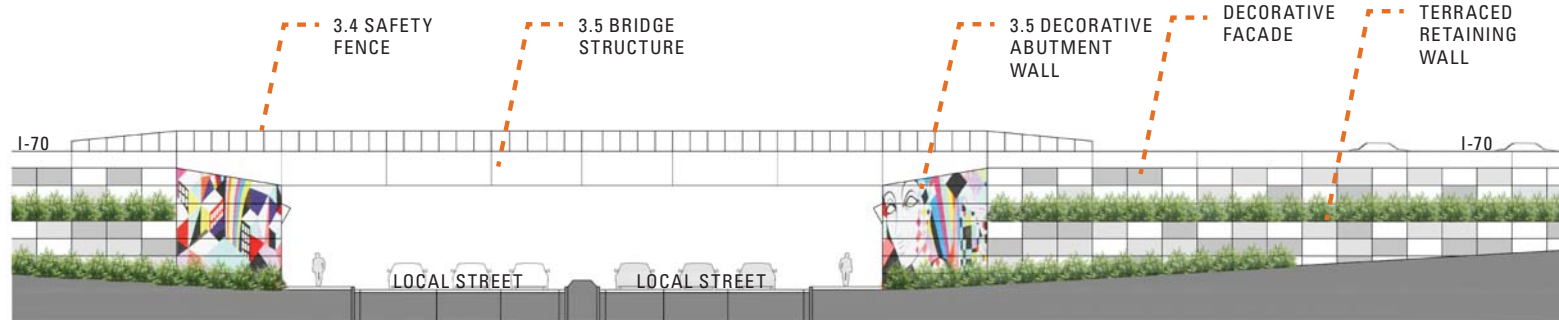 3.4 SAFETY
FENCE
3.5 BRIDGE
STRUCTURE
3.5 DECORATIVE
ABUTMENT
WALL
DECORATIVE
FACADE
TERRACED
RETAINING
WALL
I-70
I-70
LOCAL STREET
LOCAL STREET